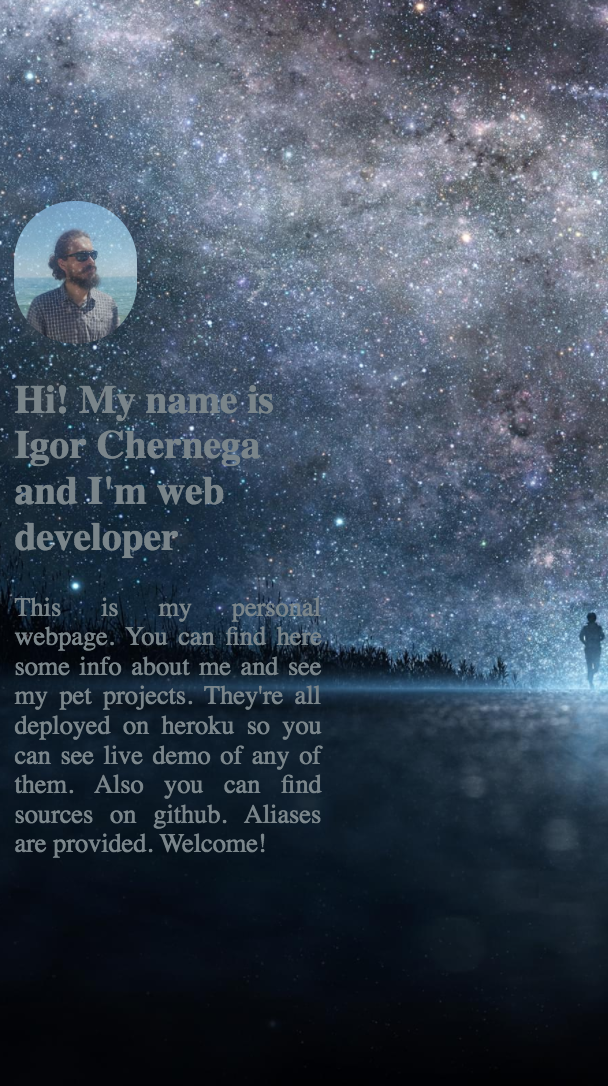 Hi! My name is
Igor Chernega
and I'm web
developer
This is my personal
webpage. You can find here
some info about me and see
my pet projects. They're all
deployed on heroku so you
can see live demo of any of
them. Also you can find
sources on github. Aliases
are provided. Welcome!